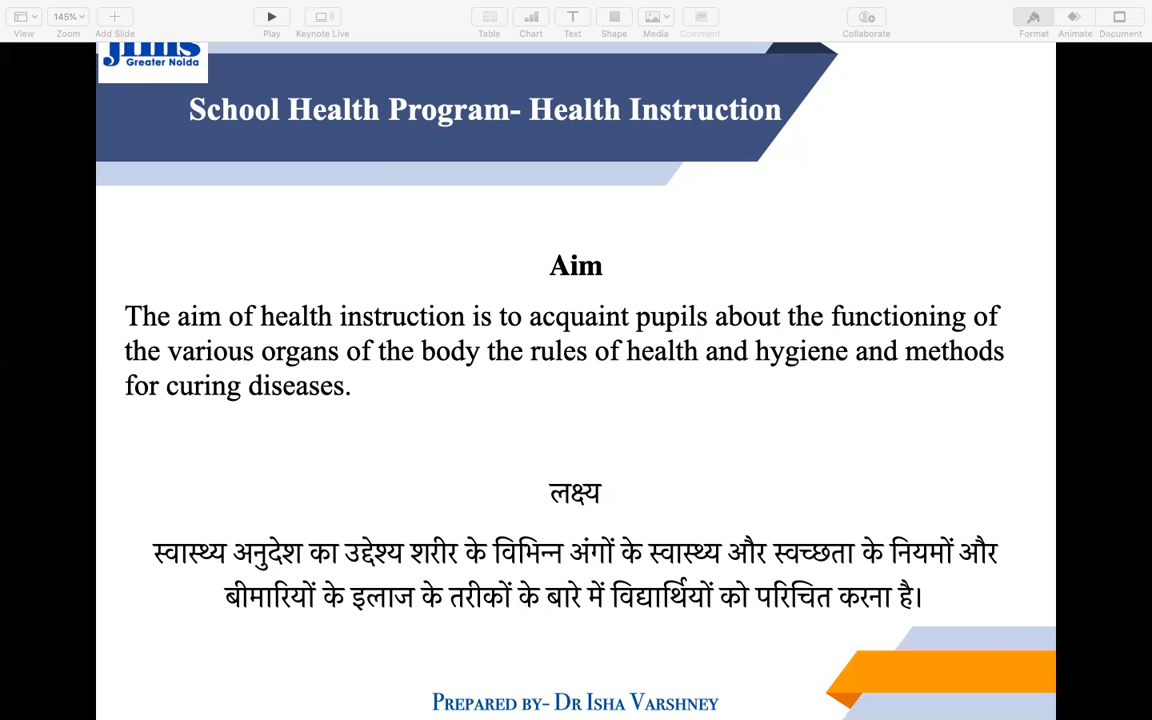 View
145%
Zoom
Add Slide
Play
Keynote Live
Table
Chart
Text
Shape
Media
Comment
Collaborate
Format
Animate
Document
jims
Greater Noida
School Health Program- Health Instruction
Aim
The aim of health instruction is to acquaint pupils about the functioning of
the various organs of the body the rules of health and hygiene and methods
for curing diseases.
लक्ष्य
स्वास्थ्य अनुदेश का उद्देश्य शरीर के विभिन्न अंगों के स्वास्थ्य और स्वच्छता के नियमों और
बीमारियों के इलाज के तरीकों के बारे में विद्यार्थियों को परिचित करना है।
Prepared by- Dr Isha Varshney